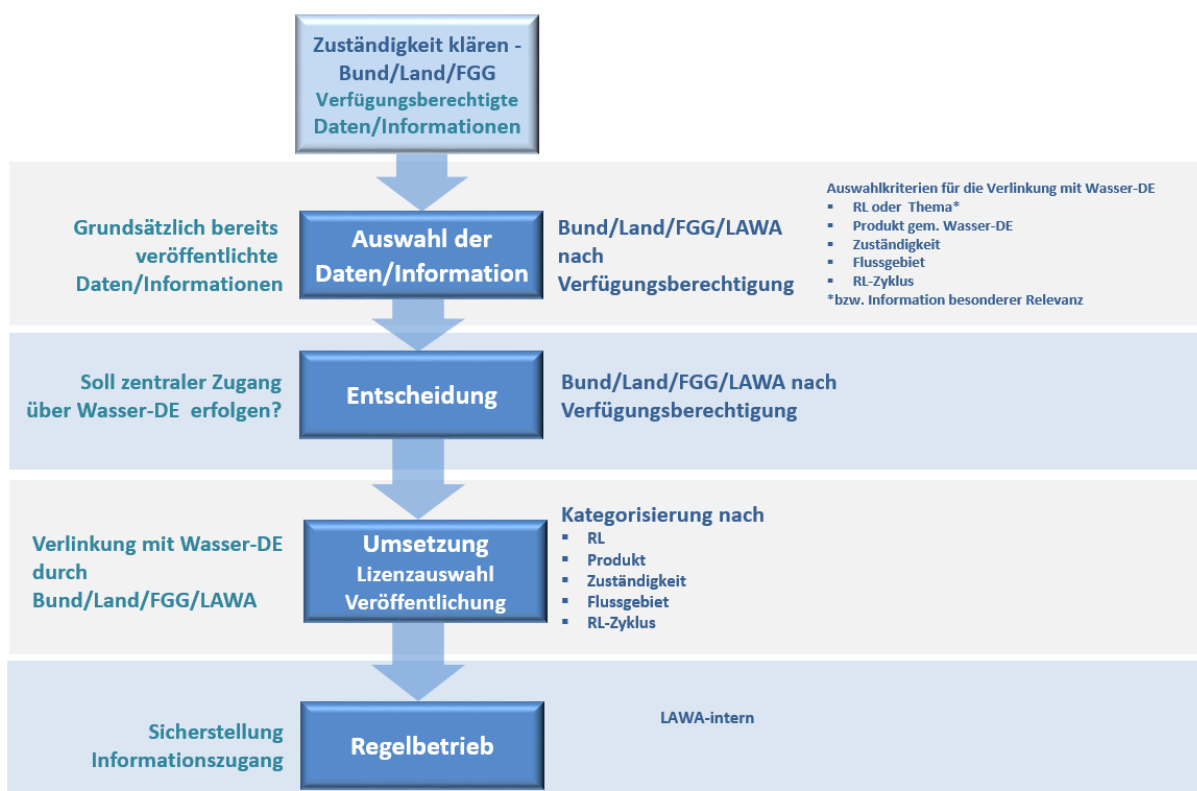 Zuständigkeit klären -
Bund/Land/FGG
Verfügungsberechtigte
Daten/Informationen
Grundsätzlich bereits
veröffentlichte
Daten/Informationen
Auswahl der
Daten/Information
Bund/Land/FGG/LAWA
nach
Verfügungsberechtigung
Auswahlkriterien für die Verlinkung mit Wasser-DE
▪ RL oder Thema*
▪ Produkt gem. Wasser-DE
▪ Zuständigkeit
▪ Flussgebiet
▪ RL-Zyklus
*bzw. Information besonderer Relevanz
Soll zentraler Zugang
über Wasser-DE erfolgen?
Entscheidung
Bund/Land/FGG/LAWA nach
Verfügungsberechtigung
Verlinkung mit Wasser-DE
durch
Bund/Land/FGG/LAWA
Umsetzung
Lizenzauswahl
Veröffentlichung
Kategorisierung nach
▪ RL
▪ Produkt
▪ Zuständigkeit
▪ Flussgebiet
▪ RL-Zyklus
Sicherstellung
Informationszugang
Regelbetrieb
LAWA-intern